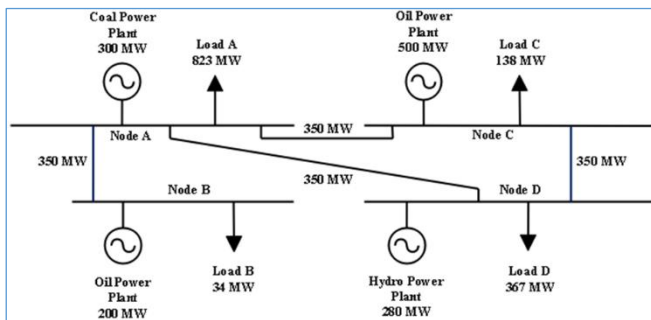 Coal Power
Plant
300 MW
Load A
823 MW
Oil Power
Plant
500 MW
Load C
138 MW
Node A
350 MW
Node C
350 MW
350 MW
350 MW
Node B
Node D
Oil Power
Plant
200 MW
Load B
34 MW
Hydro Power
Plant
280 MW
Load D
367 MW